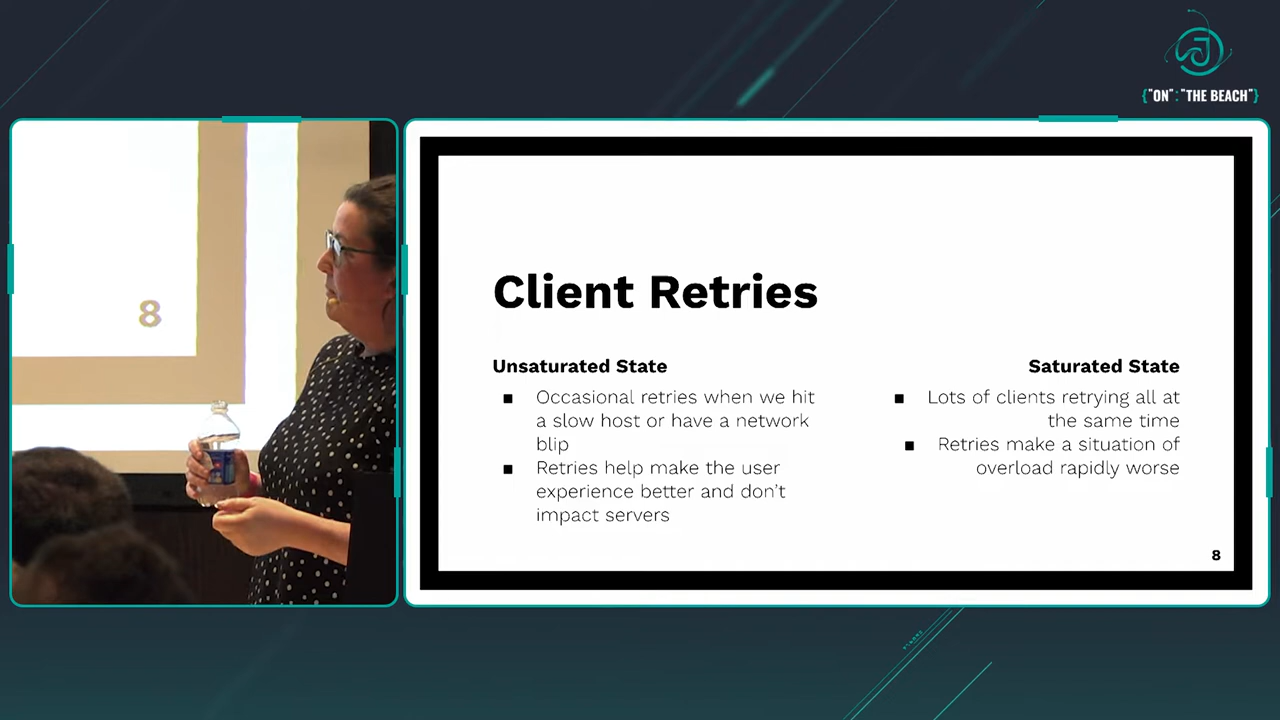 {"ON":"THE BEACH"}
8
Client Retries
Unsaturated State
■ Occasional retries when we hit
a slow host or have a network
blip
■ Retries help make the user
experience better and don't
impact servers
Saturated State
■ Lots of clients retrying all at
the same time
■ Retries make a situation of
overload rapidly worse
8